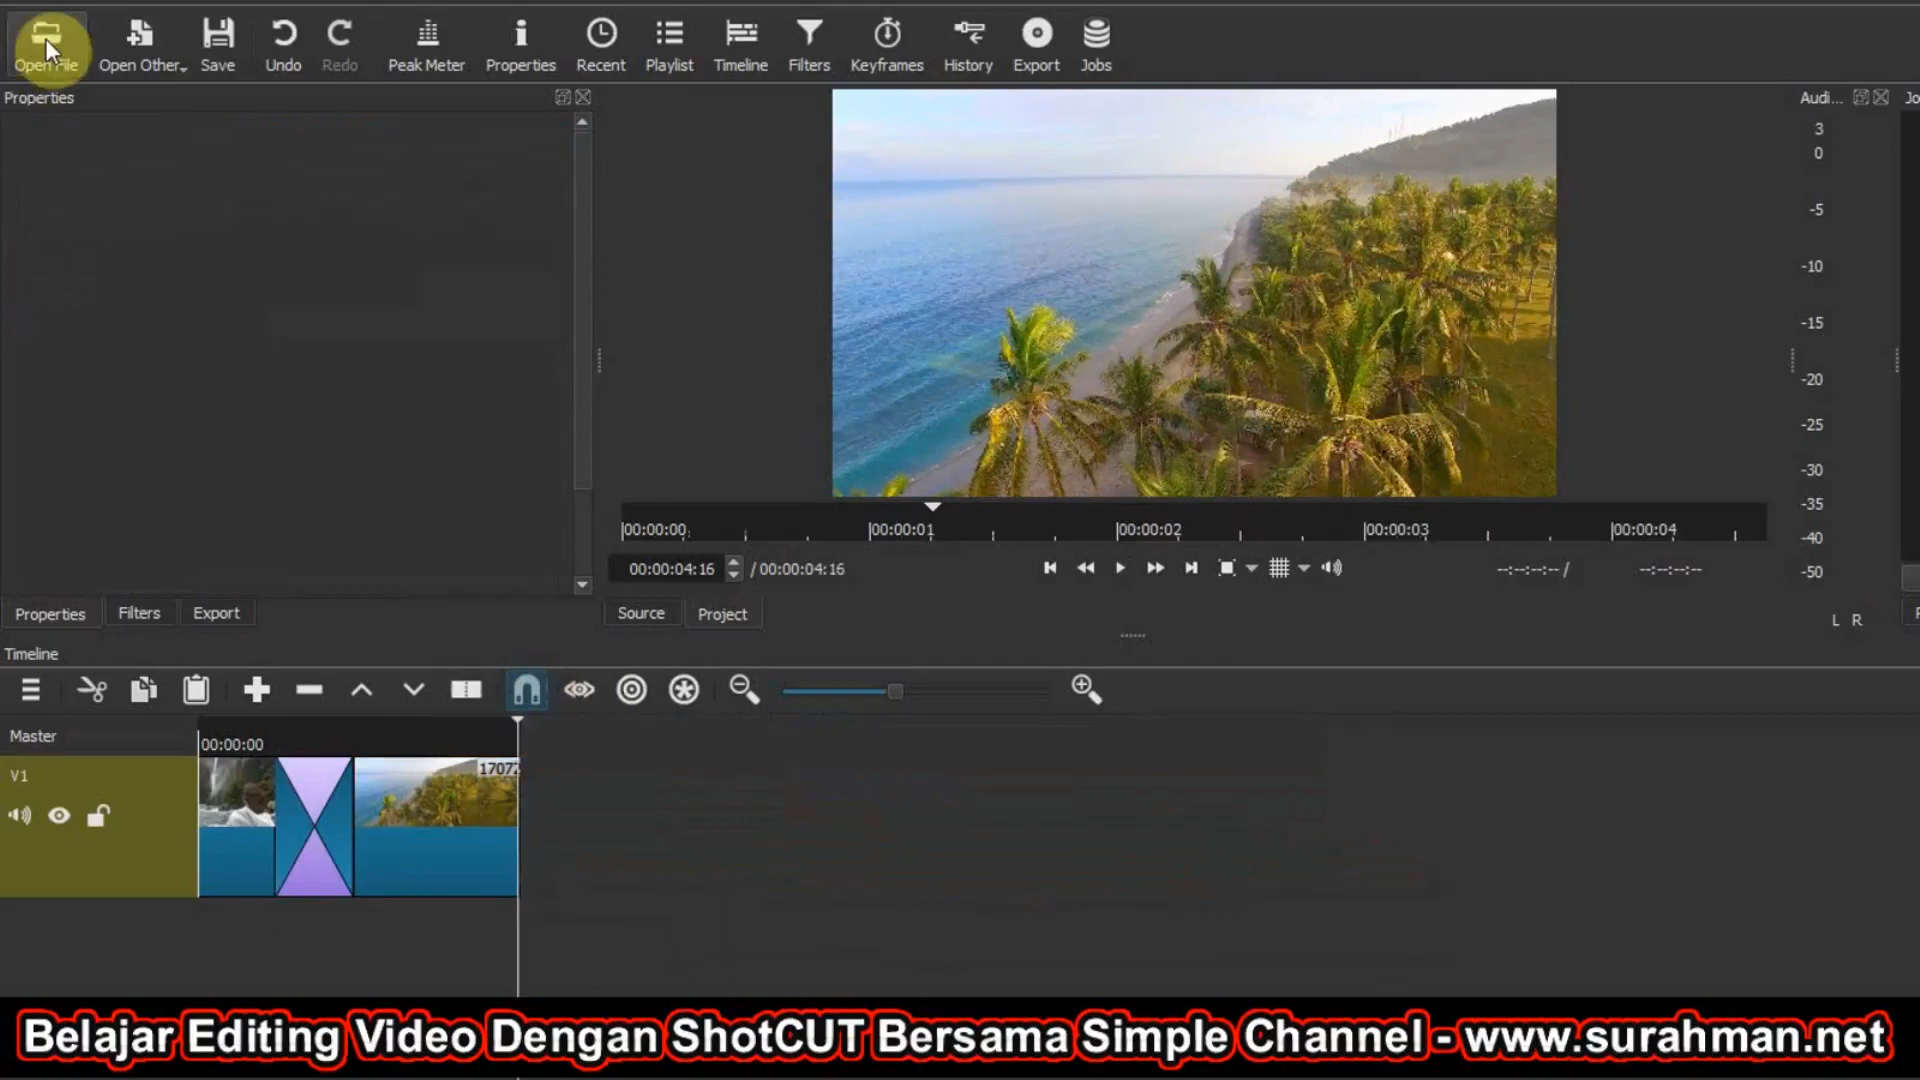 Open File Open Other Save Undo Redo Peak Meter Properties Recent Playlist Timeline Filters Keyframes History Export Jobs
Properties
Audi...
Jo
3
0
-5
-10
-15
-20
-25
-30
-35
-40
-50
L R
00:00:00 00:00:01 00:00:02 00:00:03 00:00:04
00:00:04:16 / 00:00:04:16 --:--:--:-- / --:--:--:--
Properties Filters Export
Source Project
Timeline
Master
00:00:00
V1
17072
Belajar Editing Video Dengan ShotCUT Bersama Simple Channel - www.surahman.net